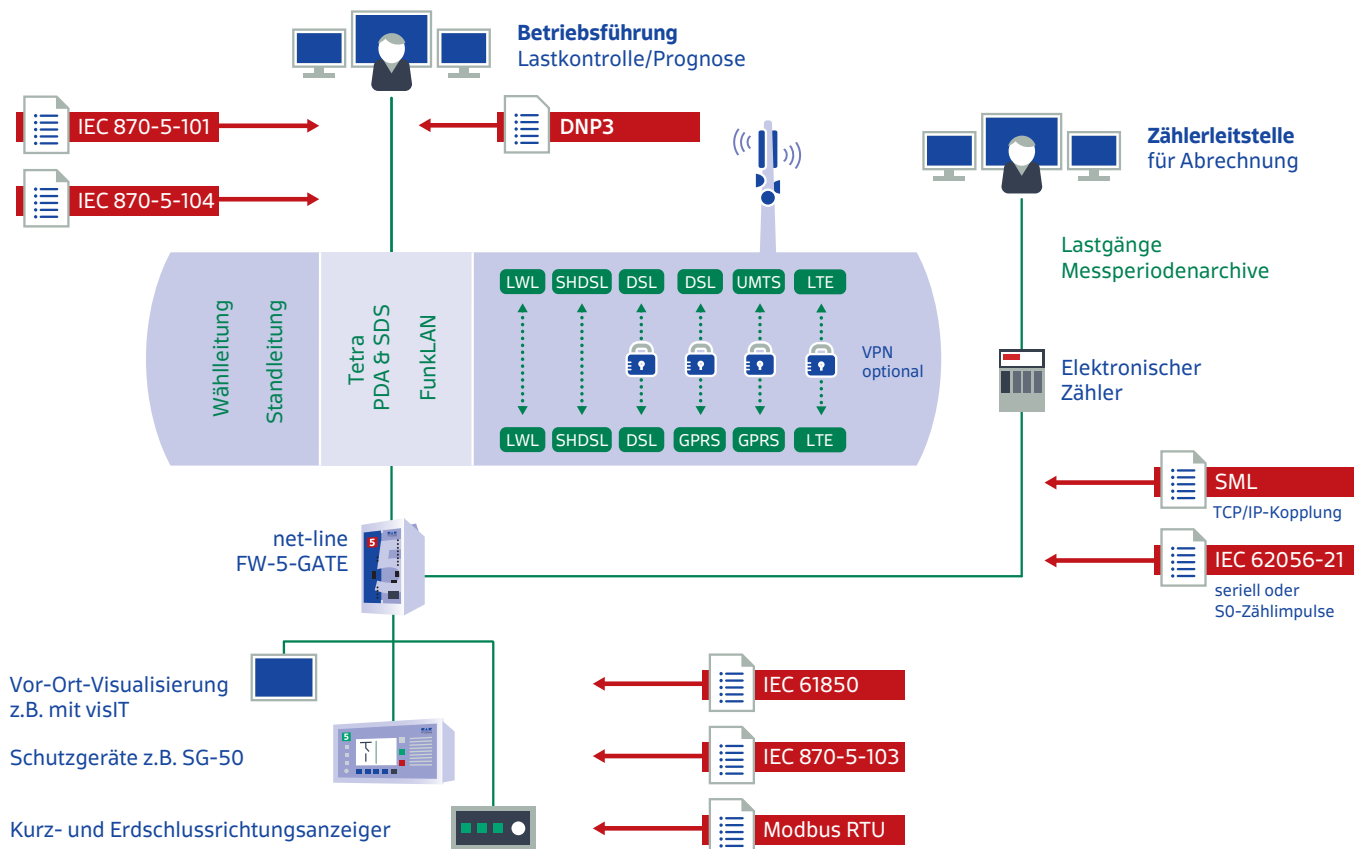 Betriebsführung
Lastkontrolle/Prognose
IEC 870-5-101
DNP3
IEC 870-5-104
Zählerleitstelle
für Abrechnung
Lastgänge
Messperiodenarchive
Wählleitung
Standleitung
Tetra
PDA & SDS
FunkLAN
LWL SHDSL DSL DSL UMTS LTE
VPN
optional
LWL SHDSL DSL GPRS GPRS LTE
Elektronischer
Zähler
SML
TCP/IP-Kopplung
IEC 62056-21
seriell oder
S0-Zählimpulse
net-line
FW-5-GATE
5
Vor-Ort-Visualisierung
z.B. mit visIT
IEC 61850
Schutzgeräte z.B. SG-50
5
IEC 870-5-103
Kurz- und Erdschlussrichtungsanzeiger
Modbus RTU